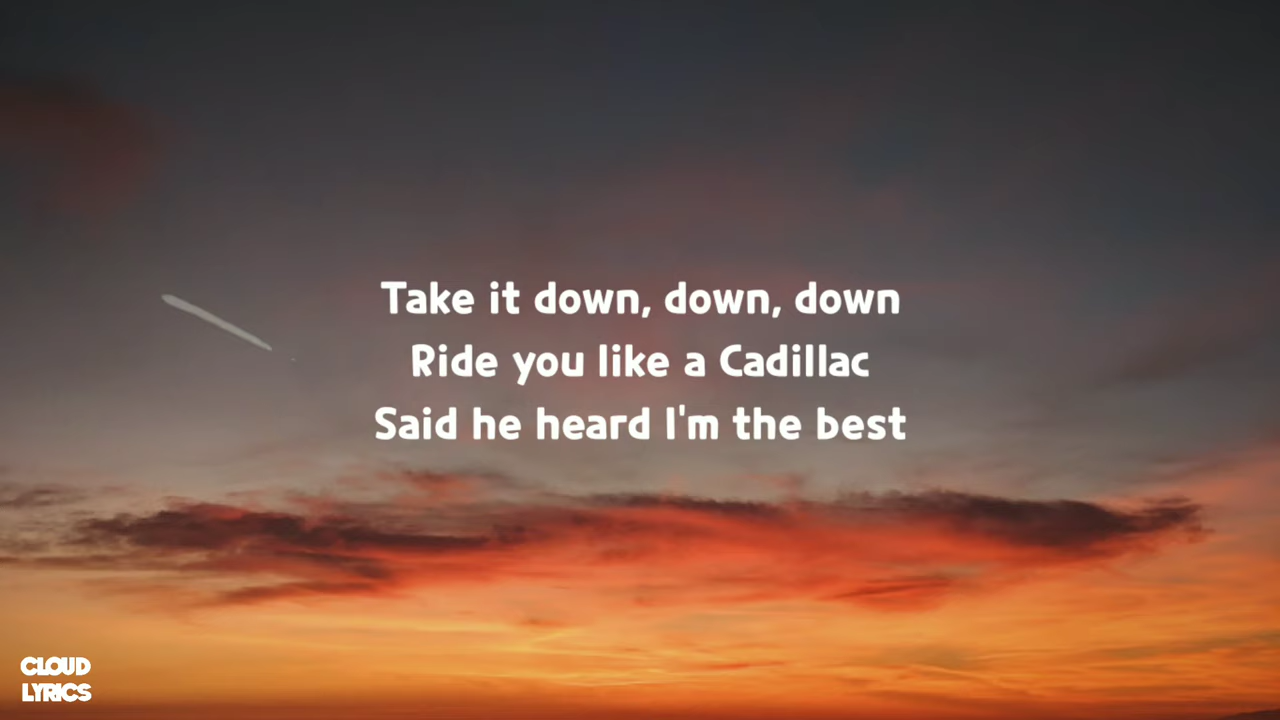 Take it down, down, down
Ride you like a Cadillac
Said he heard I'm the best
CLOUD
LYRICS